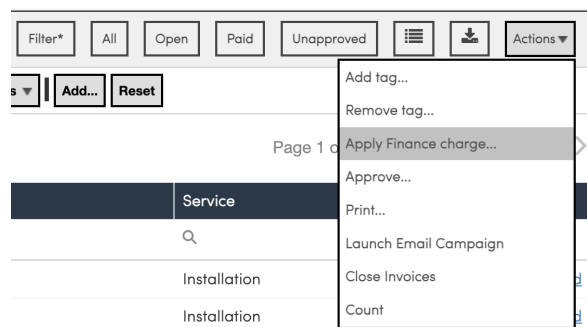 Filter* All Open Paid Unapproved Actions ▼
s ▼ Add... Reset
Add tag...
Remove tag...
Page 1 o
Apply Finance charge...
Approve...
Service
Print...
Launch Email Campaign
Installation Close Invoices d
Installation Count d